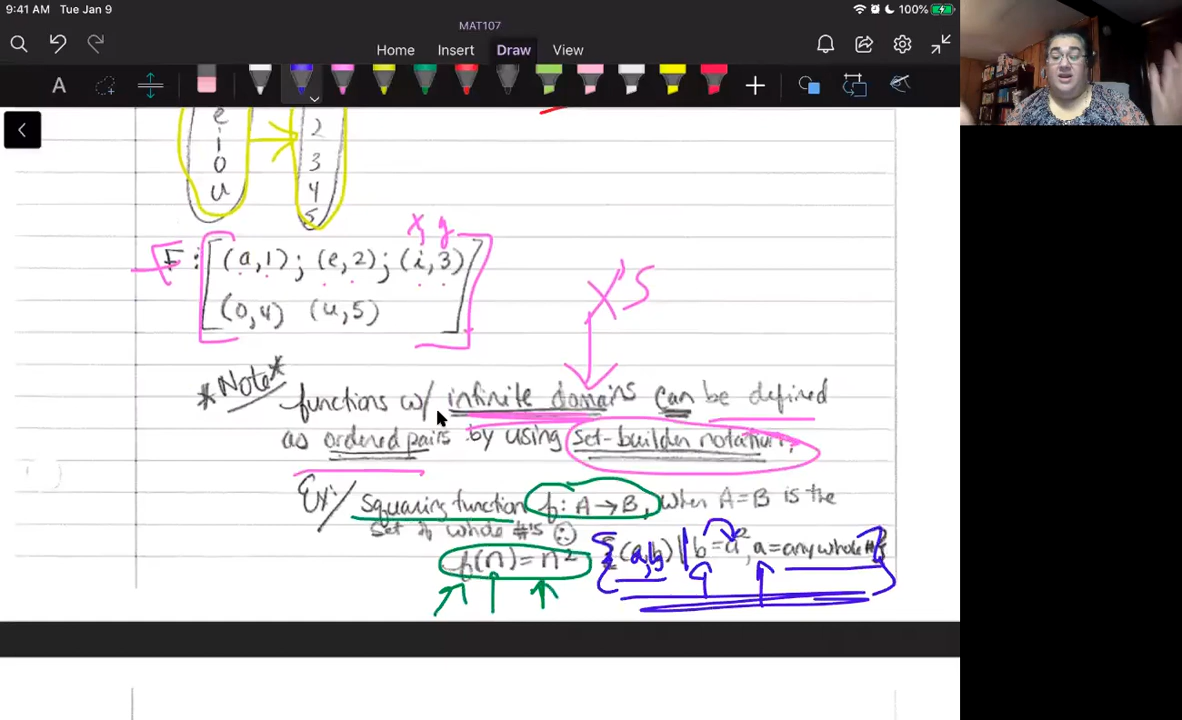 9:41 AM Tue Jan 9
100%
MAT107
Home Insert Draw View
A
e
i
o
u
2
3
4
5
x, y
F: [(a,1); (e,2); (i,3)
(o,4) (u,5)]
X's
*Note* functions w/ infinite domains can be defined
as ordered pairs by using set-builder notation.
Ex:/ Squaring function f: A → B, when A=B is the
set of whole #'s
f(n) = n² {(a,b) | b = a², a = any whole #}